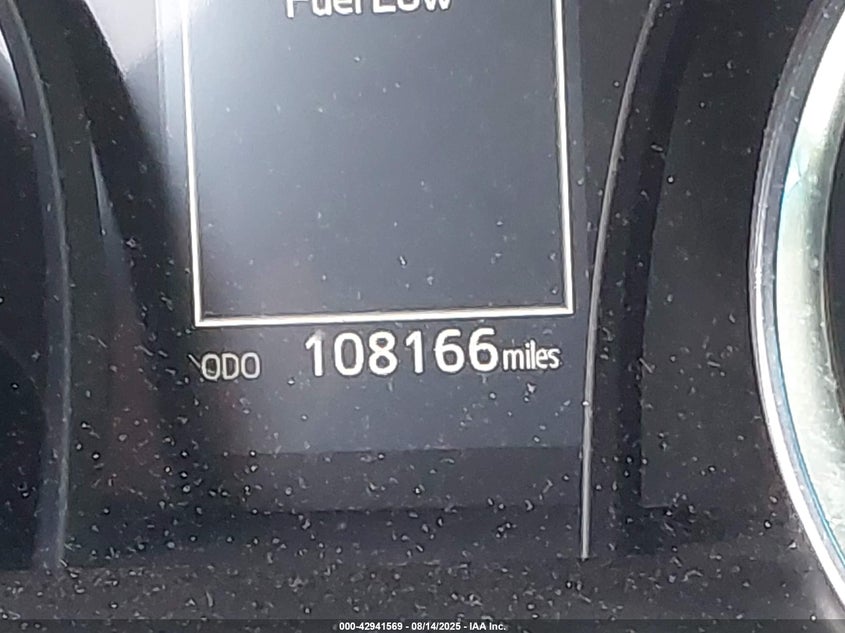 Fuel Low
ODO 108166 miles
000-42941569 - 08/14/2025 - IAA Inc.